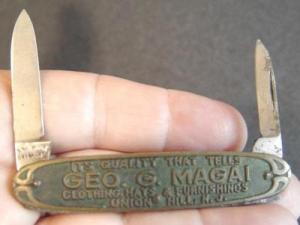 IT'S QUALITY THAT TELLS
GEO. G. MAGAI
CLOTHING, HATS & FURNISHINGS
UNION HILL, N. J.